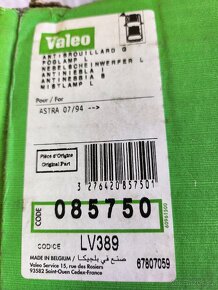 Valeo
ANTIBROUILLARD G
FOGLAMP L
NEBELSCHEINWERFER L
ANTINIEBLA I
ANTINEBBIA S
MISTLAMP L
Pour / For
ASTRA 07/94 -->
Pièce d'Origine
Original Part
3 276420 857501
CODE
085750
CODICE
LV389
MADE IN BELGIUM / صنع في بلجيكا
Valeo Service 15, rue des Rosiers
93582 Saint-Ouen Cedex-France
67807059